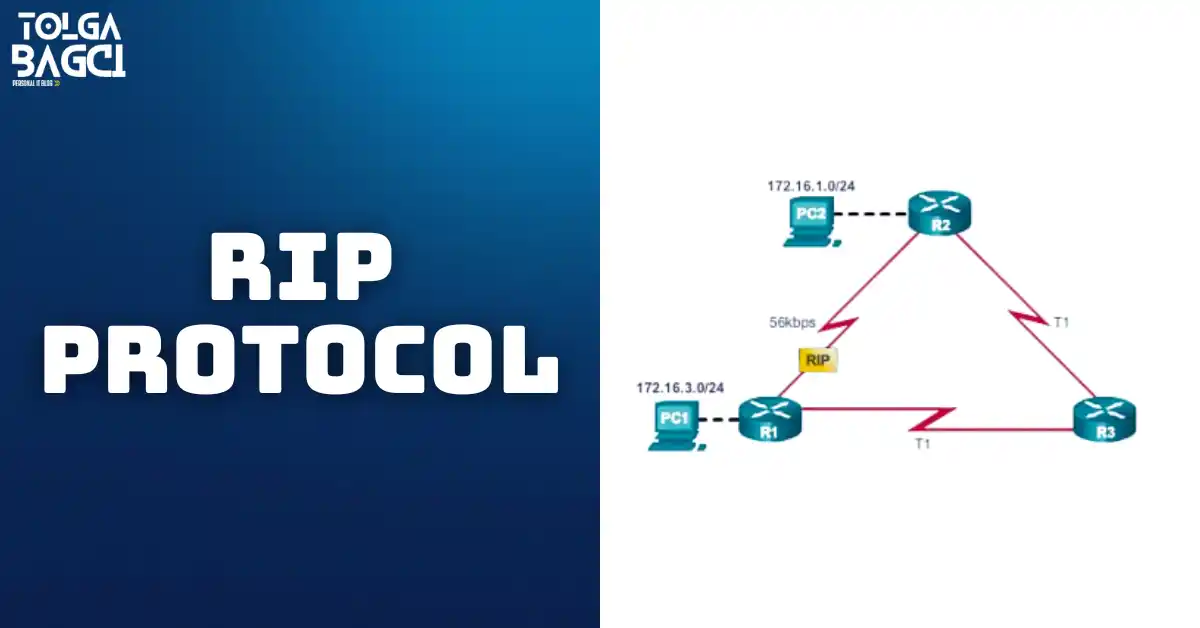 TOLGA
BAGCI
PERSONAL IT BLOG >>
RIP
PROTOCOL
172.16.1.0/24
PC2
R2
56kbps
T1
RIP
172.16.3.0/24
PC1
R1
R3
T1